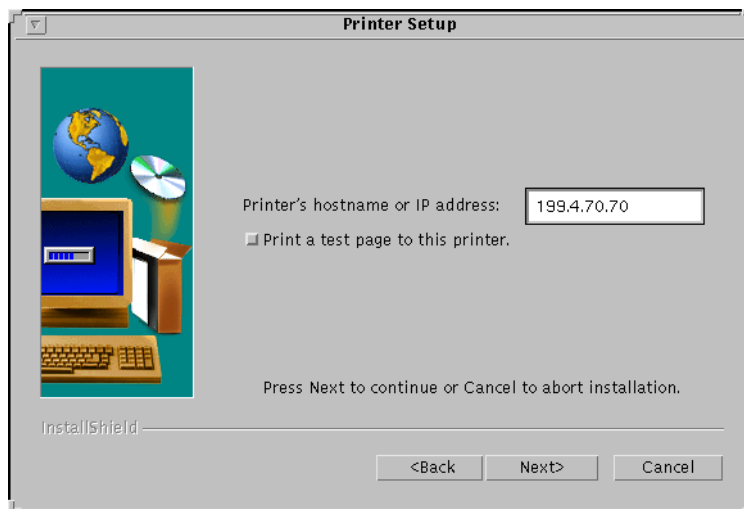 Printer Setup
Printer's hostname or IP address: 199.4.70.70
Print a test page to this printer.
Press Next to continue or Cancel to abort installation.
InstallShield
<Back Next> Cancel